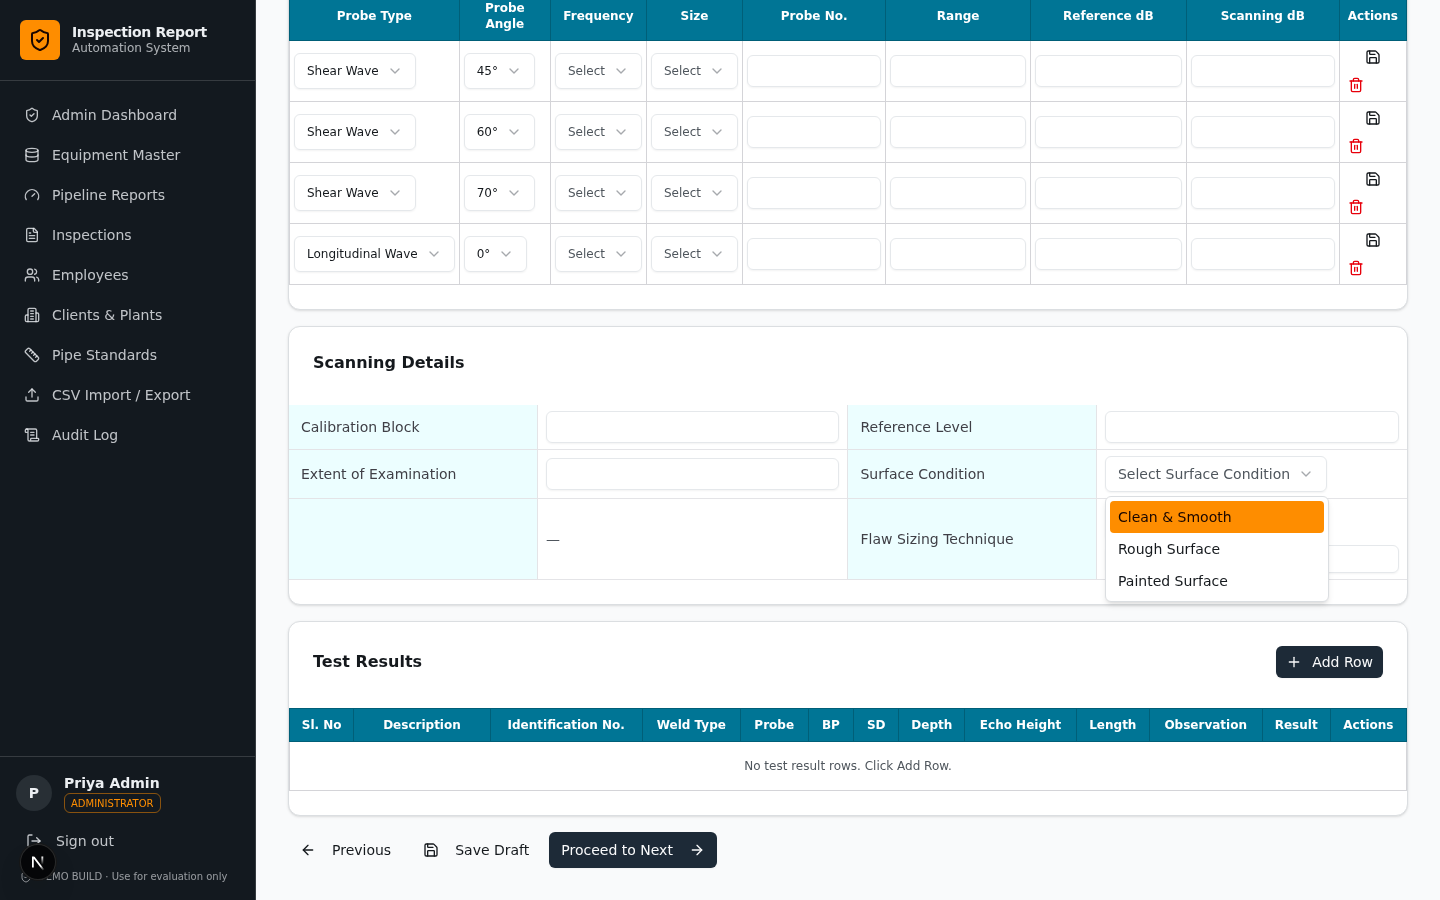 Inspection Report
Automation System
Admin Dashboard
Equipment Master
Pipeline Reports
Inspections
Employees
Clients & Plants
Pipe Standards
CSV Import / Export
Audit Log
P
Priya Admin
ADMINISTRATOR
Sign out
N
EMO BUILD · Use for evaluation only
Probe Type Probe Angle Frequency Size Probe No. Range Reference dB Scanning dB Actions
Shear Wave 45° Select Select
Shear Wave 60° Select Select
Shear Wave 70° Select Select
Longitudinal Wave 0° Select Select
Scanning Details
Calibration Block Reference Level
Extent of Examination Surface Condition Select Surface Condition
Clean & Smooth
Rough Surface
Painted Surface
— Flaw Sizing Technique
Test Results
Add Row
Sl. No Description Identification No. Weld Type Probe BP SD Depth Echo Height Length Observation Result Actions
No test result rows. Click Add Row.
Previous Save Draft Proceed to Next